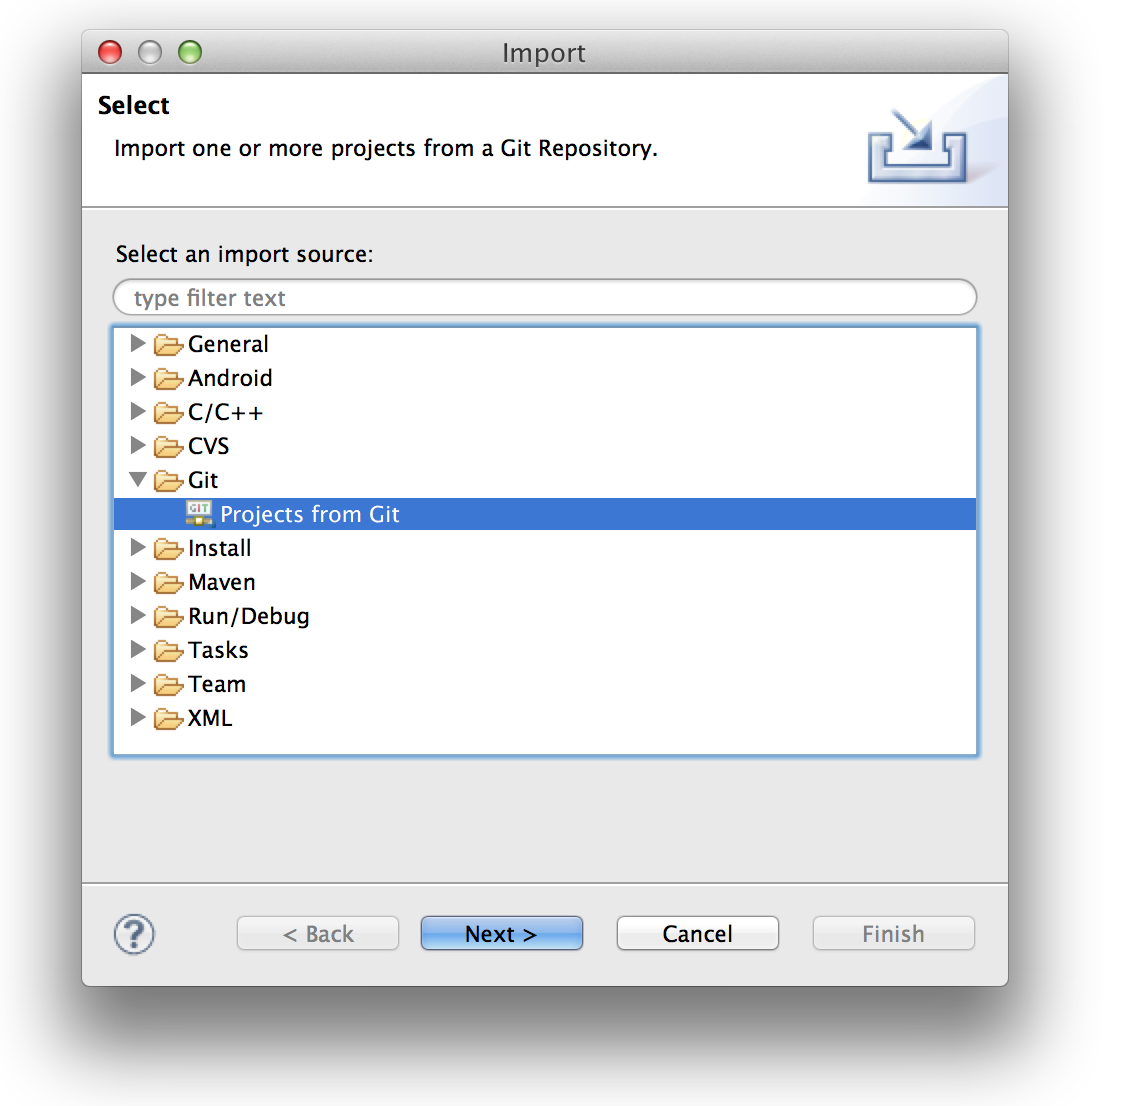 Import
Select
Import one or more projects from a Git Repository.
Select an import source:
type filter text
General
Android
C/C++
CVS
Git
GIT
Projects from Git
Install
Maven
Run/Debug
Tasks
Team
XML
?
< Back
Next >
Cancel
Finish